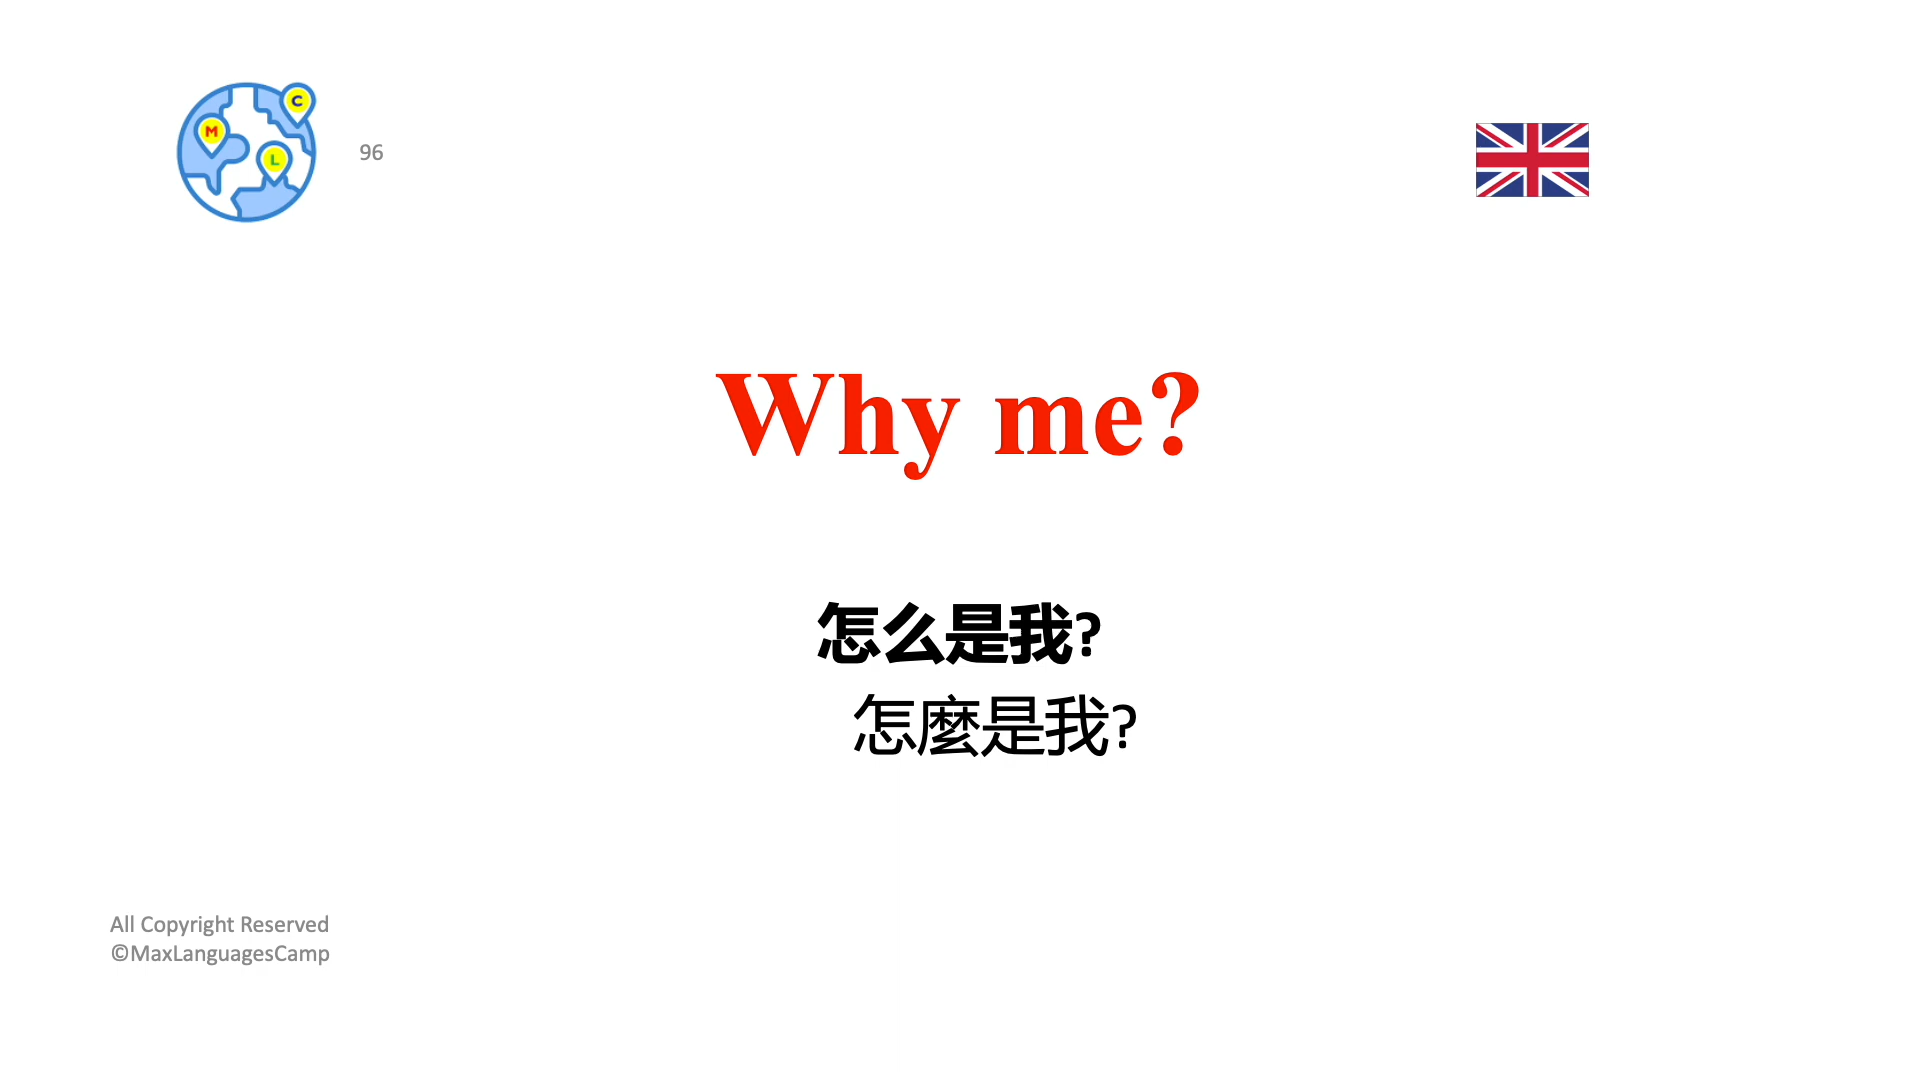 C
M
L
96
Why me?
怎么是我?
怎麼是我?
All Copyright Reserved
©MaxLanguagesCamp